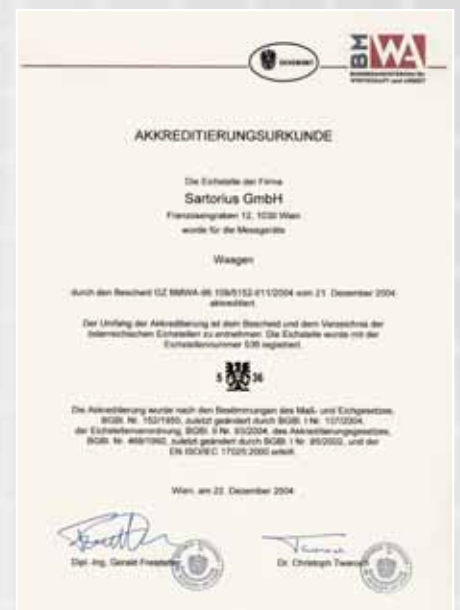 BM
WA
BUNDESMINISTERIUM für
WIRTSCHAFT und ARBEIT
AKKREDITIERUNGSURKUNDE
Die Eichstelle der Firma
Sartorius GmbH
Franzosengraben 12, 1030 Wien
wurde für die Messgeräte
Waagen
durch den Bescheid GZ BMWA-96.109/5152-I/11/2004 vom 21. Dezember 2004
akkreditiert.
Der Umfang der Akkreditierung ist dem Bescheid und dem Verzeichnis der
österreichischen Eichstellen zu entnehmen. Die Eichstelle wurde mit der
Eichstellennummer 536 registriert.
5 36
Die Akkreditierung wurde nach den Bestimmungen des Maß- und Eichgesetzes,
BGBl. Nr. 152/1950, zuletzt geändert durch BGBl. I Nr. 137/2004,
der Eichstellenverordnung, BGBl. II Nr. 93/2004, des Akkreditierungsgesetzes,
BGBl. Nr. 468/1992, zuletzt geändert durch BGBl. I Nr. 85/2002, und der
EN ISO/IEC 17025:2000 erteilt.
Wien, am 22. Dezember 2004
Dipl.-Ing. Gerald
Dr. Christoph